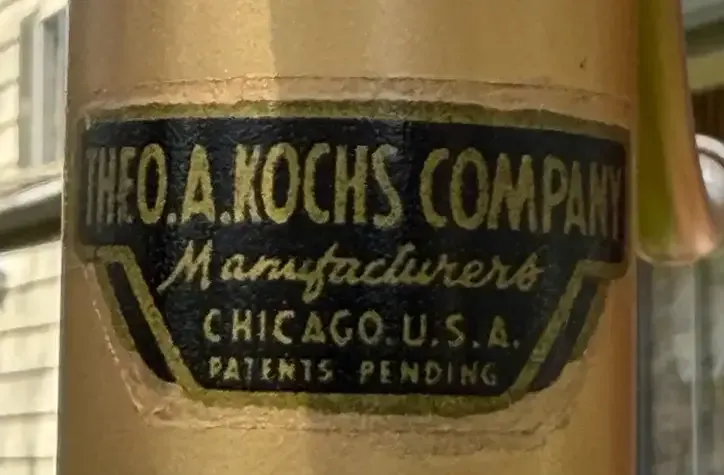 THEO.A.KOCHS COMPANY
Manufacturers
CHICAGO.U.S.A.
PATENTS PENDING